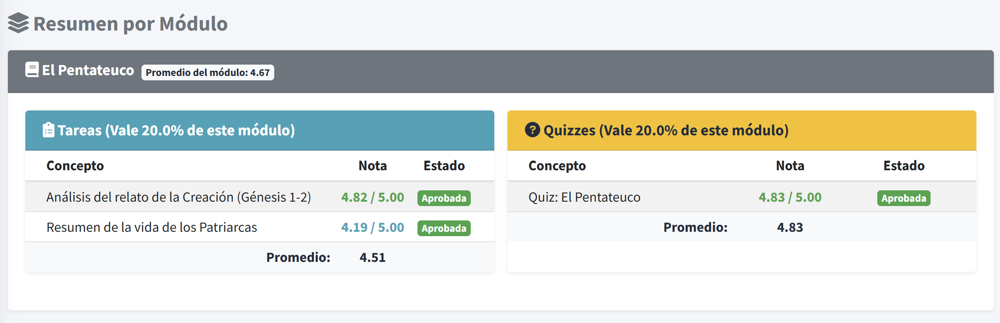 Resumen por Módulo
El Pentateuco Promedio del módulo: 4.67
Tareas (Vale 20.0% de este módulo)
Concepto Nota Estado
Análisis del relato de la Creación (Génesis 1-2) 4.82 / 5.00 Aprobada
Resumen de la vida de los Patriarcas 4.19 / 5.00 Aprobada
Promedio: 4.51
Quizzes (Vale 20.0% de este módulo)
Concepto Nota Estado
Quiz: El Pentateuco 4.83 / 5.00 Aprobada
Promedio: 4.83